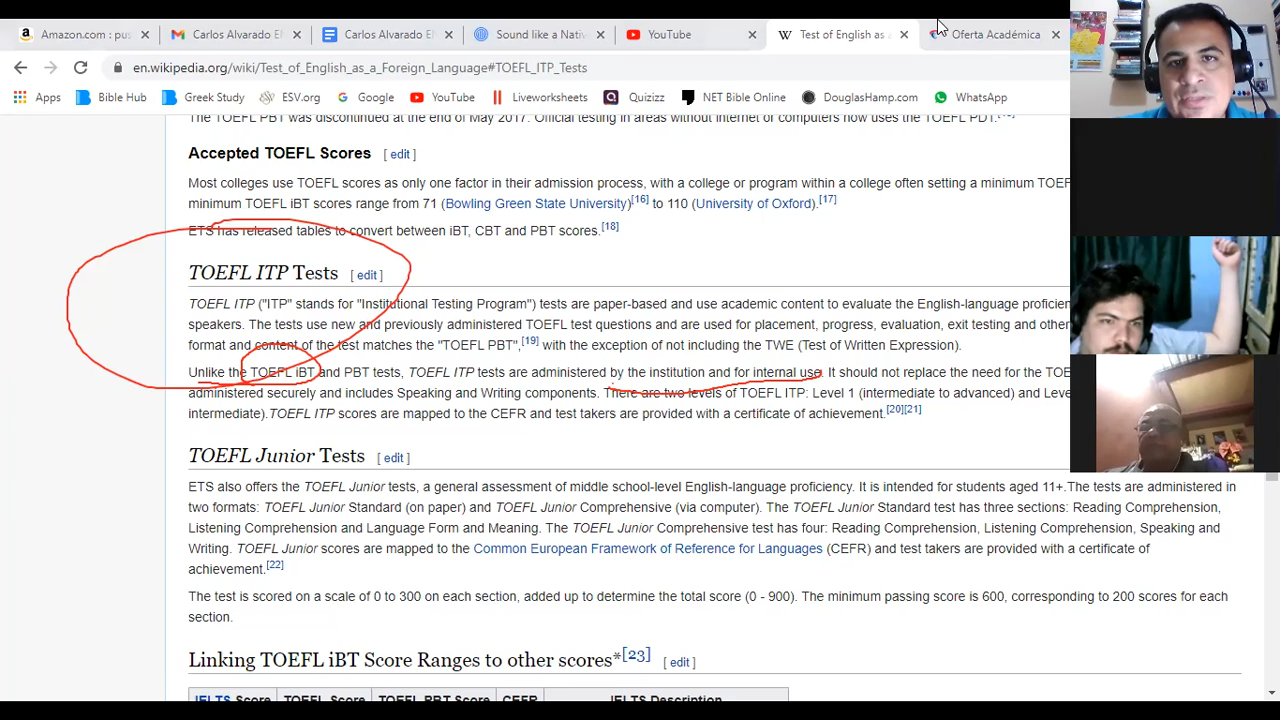 Amazon.com : pus
Carlos Alvarado E
Carlos Alvarado
Sound like a Nati
YouTube
Test of English as
Oferta Académica
en.wikipedia.org/wiki/Test_of_English_as_
language#TOEFL_ITP_Tests
Apps
Bible Hub
Greek Study
ESV.org
Google
YouTube
Liveworksheets
Quizizz
NET Bible Online
DouglasHamp.com
WhatsApp
The TOEFL PBT was discontinued at the end of May 2017. Official testing in areas without internet or computers now uses the TOEFL PDT.
Accepted TOEFL Scores [ edit ]
Most colleges use TOEFL scores as only one factor in their admission process, with a college or program within a college often setting a minimum TOEF
minimum TOEFL iBT scores range from 71 (Bowling Green State University)[16] to 110 (University of Oxford).[17]
ETS has released tables to convert between iBT, CBT and PBT scores.[18]
TOEFL ITP Tests [ edit ]
TOEFL ITP ("ITP" stands for "Institutional Testing Program") tests are paper-based and use academic content to evaluate the English-language proficien
speakers. The tests use new and previously administered TOEFL test questions and are used for placement, progress, evaluation, exit testing and other
format and content of the test matches the "TOEFL PBT",[19] with the exception of not including the TWE (Test of Written Expression).
Unlike the TOEFL iBT and PBT tests, TOEFL ITP tests are administered by the institution and for internal use. It should not replace the need for the TOE
administered securely and includes Speaking and Writing components. There are two levels of TOEFL ITP: Level 1 (intermediate to advanced) and Leve
intermediate).TOEFL ITP scores are mapped to the CEFR and test takers are provided with a certificate of achievement.[20][21]
TOEFL Junior Tests [ edit ]
ETS also offers the TOEFL Junior tests, a general assessment of middle school-level English-language proficiency. It is intended for students aged 11+.The tests are administered in
two formats: TOEFL Junior Standard (on paper) and TOEFL Junior Comprehensive (via computer). The TOEFL Junior Standard test has three sections: Reading Comprehension,
Listening Comprehension and Language Form and Meaning. The TOEFL Junior Comprehensive test has four: Reading Comprehension, Listening Comprehension, Speaking and
Writing. TOEFL Junior scores are mapped to the Common European Framework of Reference for Languages (CEFR) and test takers are provided with a certificate of
achievement.[22]
The test is scored on a scale of 0 to 300 on each section, added up to determine the total score (0 - 900). The minimum passing score is 600, corresponding to 200 scores for each
section.
Linking TOEFL iBT Score Ranges to other scores*[23] [ edit ]
IELTS Score TOEFL Score TOEFL PBT Score CEFR IELTS Description